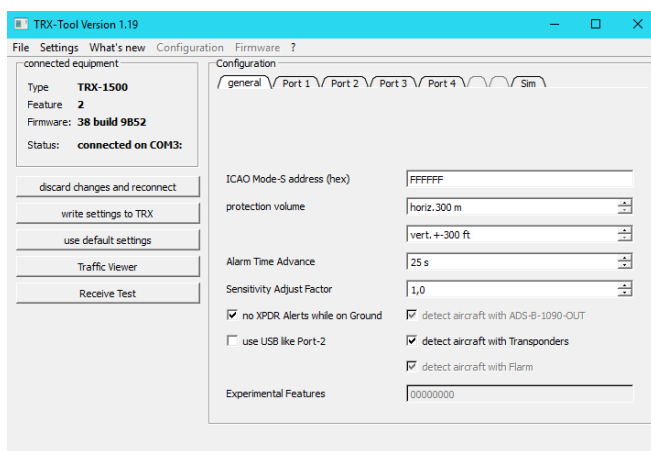 TRX-Tool Version 1.19
File Settings What's new Configuration Firmware ?
connected equipment
Type TRX-1500
Feature 2
Firmware: 38 build 9B52
Status: connected on COM3:
discard changes and reconnect
write settings to TRX
use default settings
Traffic Viewer
Receive Test
Configuration
general Port 1 Port 2 Port 3 Port 4 Sim
ICAO Mode-S address (hex) FFFFFF
protection volume horiz.300 m
vert.+-300 ft
Alarm Time Advance 25 s
Sensitivity Adjust Factor 1,0
no XPDR Alerts while on Ground detect aircraft with ADS-B-1090-OUT
use USB like Port-2 detect aircraft with Transponders
detect aircraft with Flarm
Experimental Features 00000000